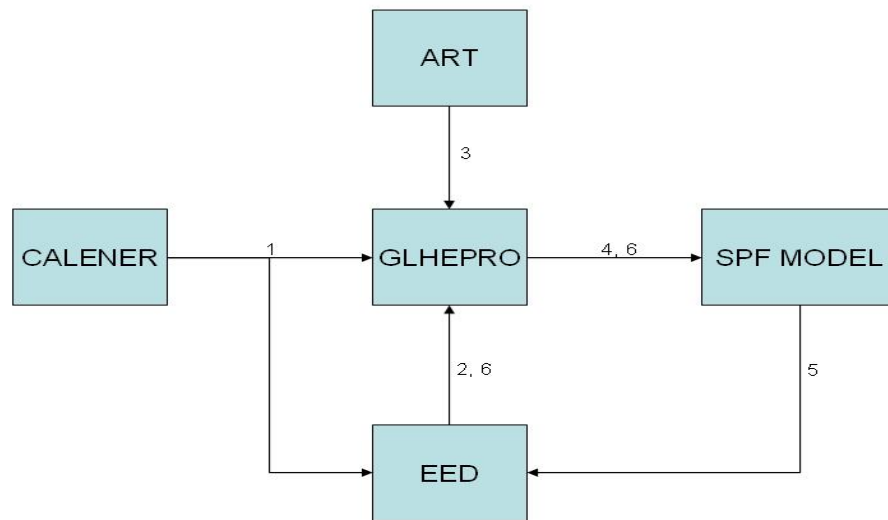 ART
3
CALENER
1
GLHEPRO
4, 6
SPF MODEL
2, 6
5
EED